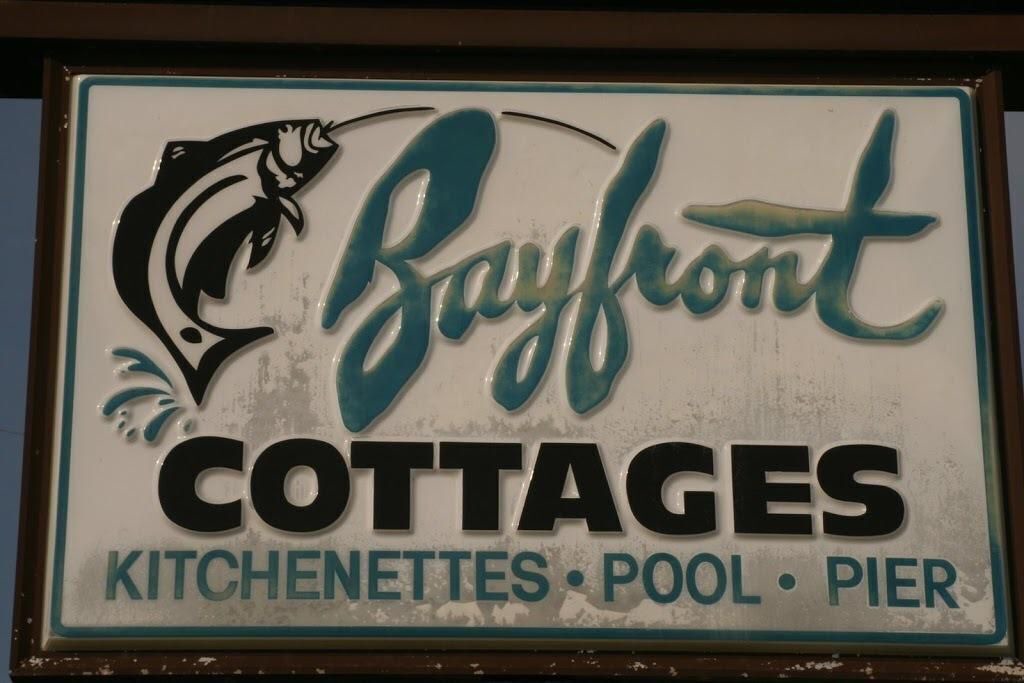 Bayfront
COTTAGES
KITCHENETTES • POOL • PIER